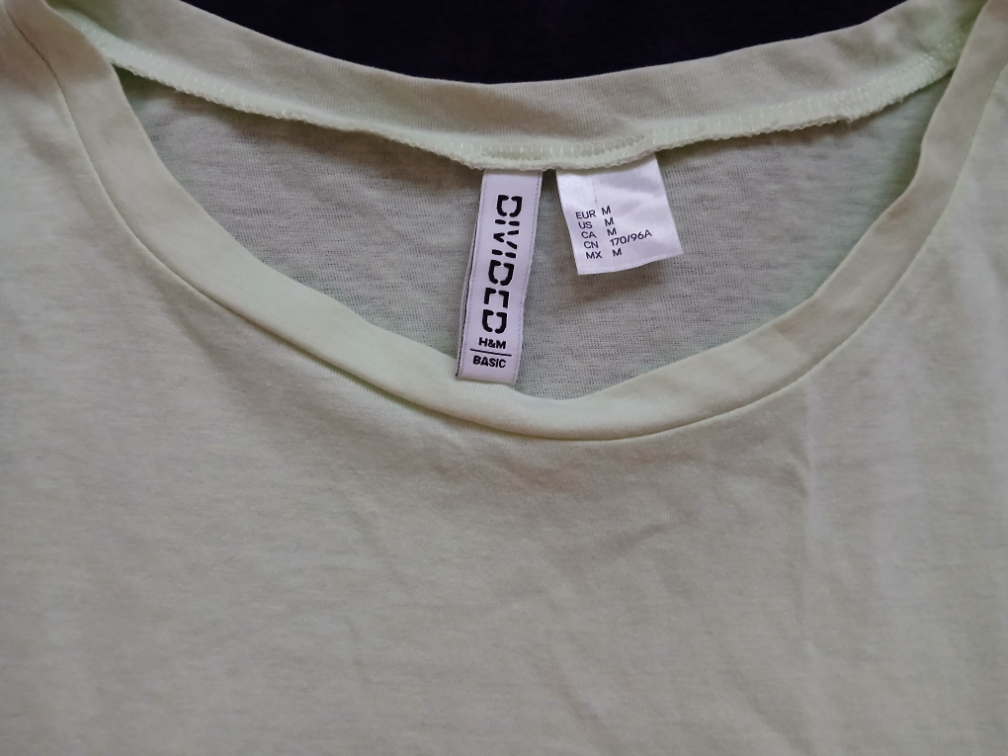 DIVIDED
H&M
BASIC
EUR M
US M
CA M
CN 170/96A
MX M